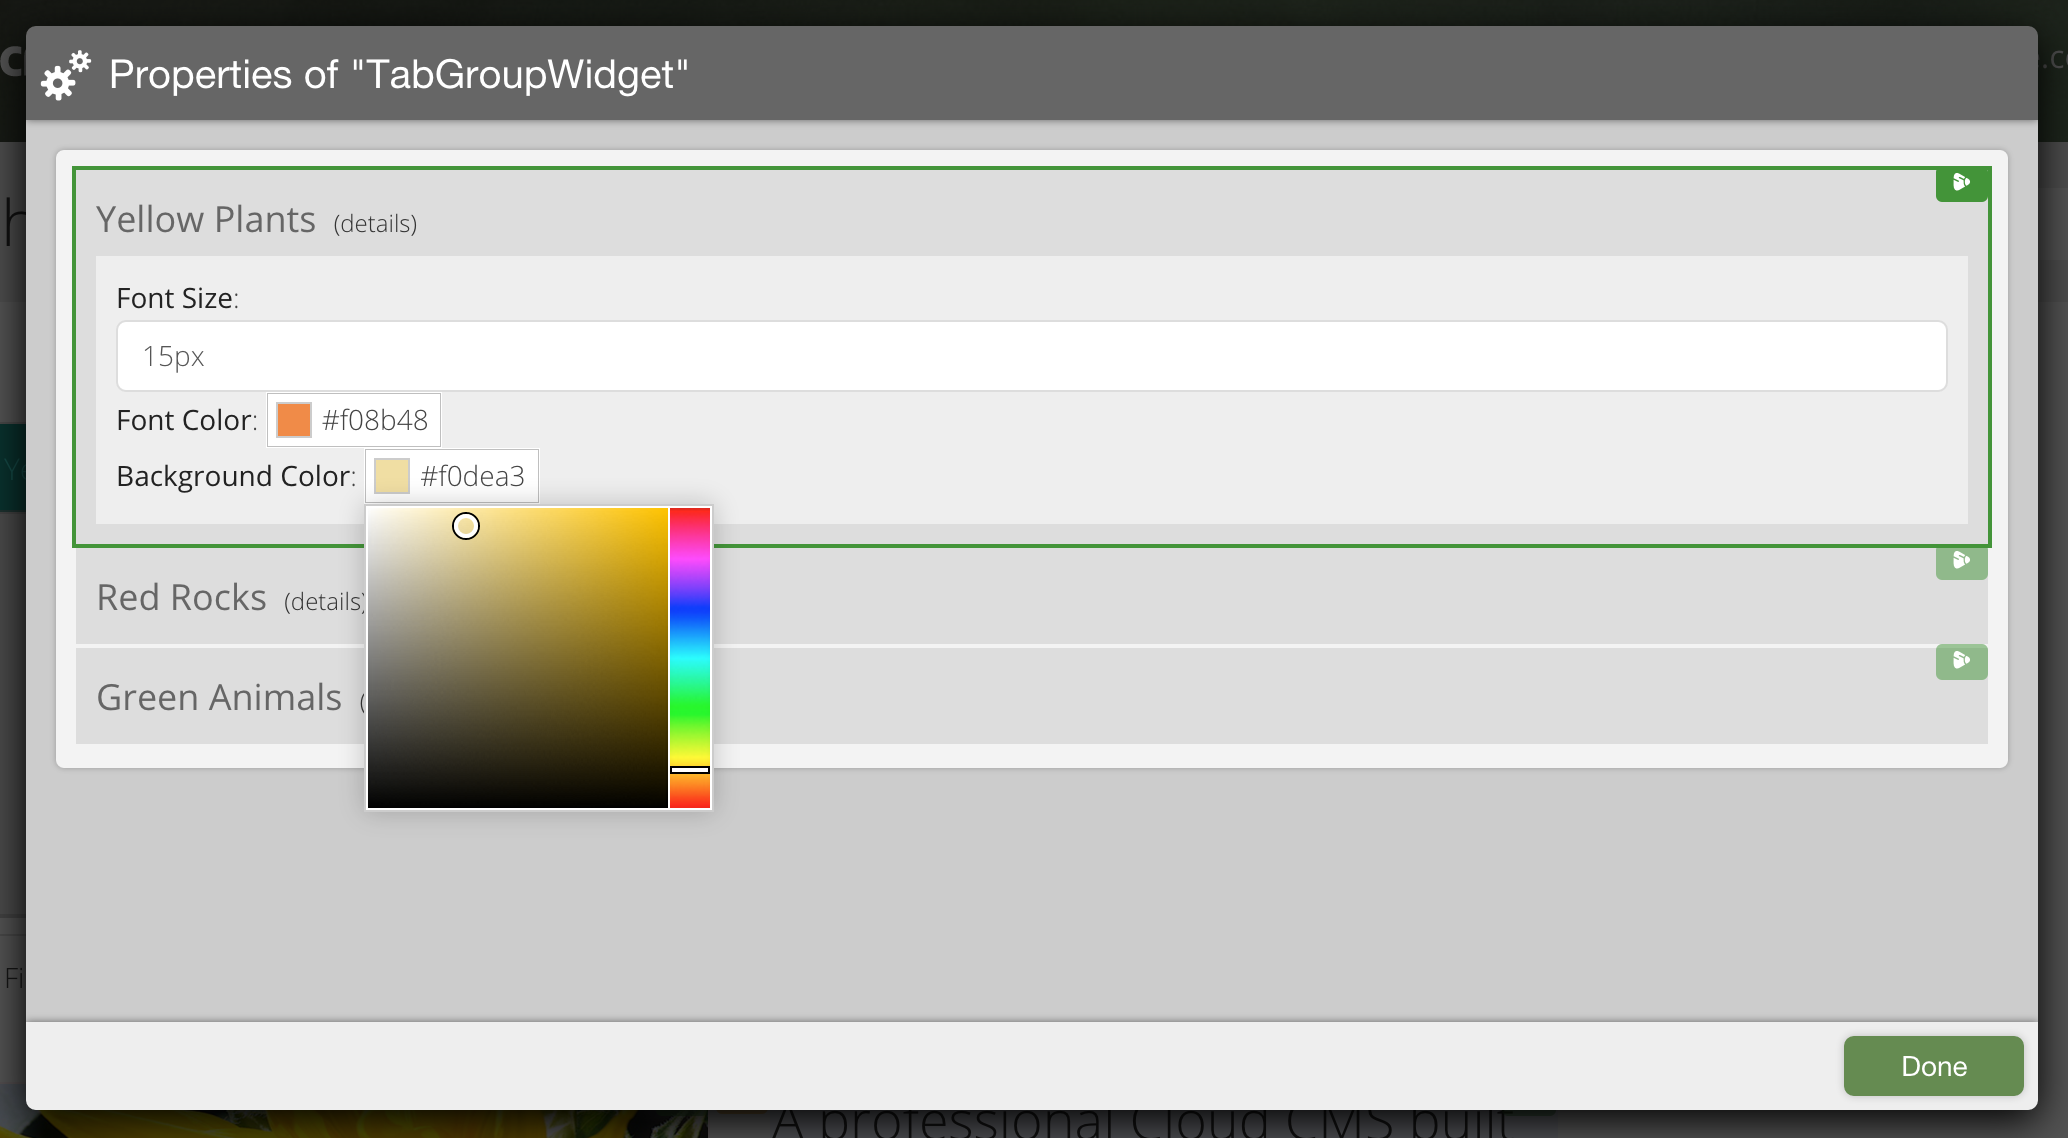 Properties of "TabGroupWidget"
Yellow Plants (details)
Font Size:
15px
Font Color: #f08b48
Background Color: #f0dea3
Red Rocks (details)
Green Animals (
Done
A professional Cloud CMS built